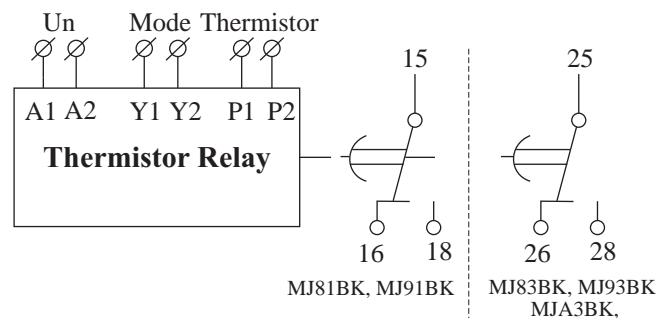 Un Mode Thermistor
A1 A2 Y1 Y2 P1 P2
Thermistor Relay
15
25
16 18
26 28
MJ81BK, MJ91BK
MJ83BK, MJ93BK
MJA3BK,